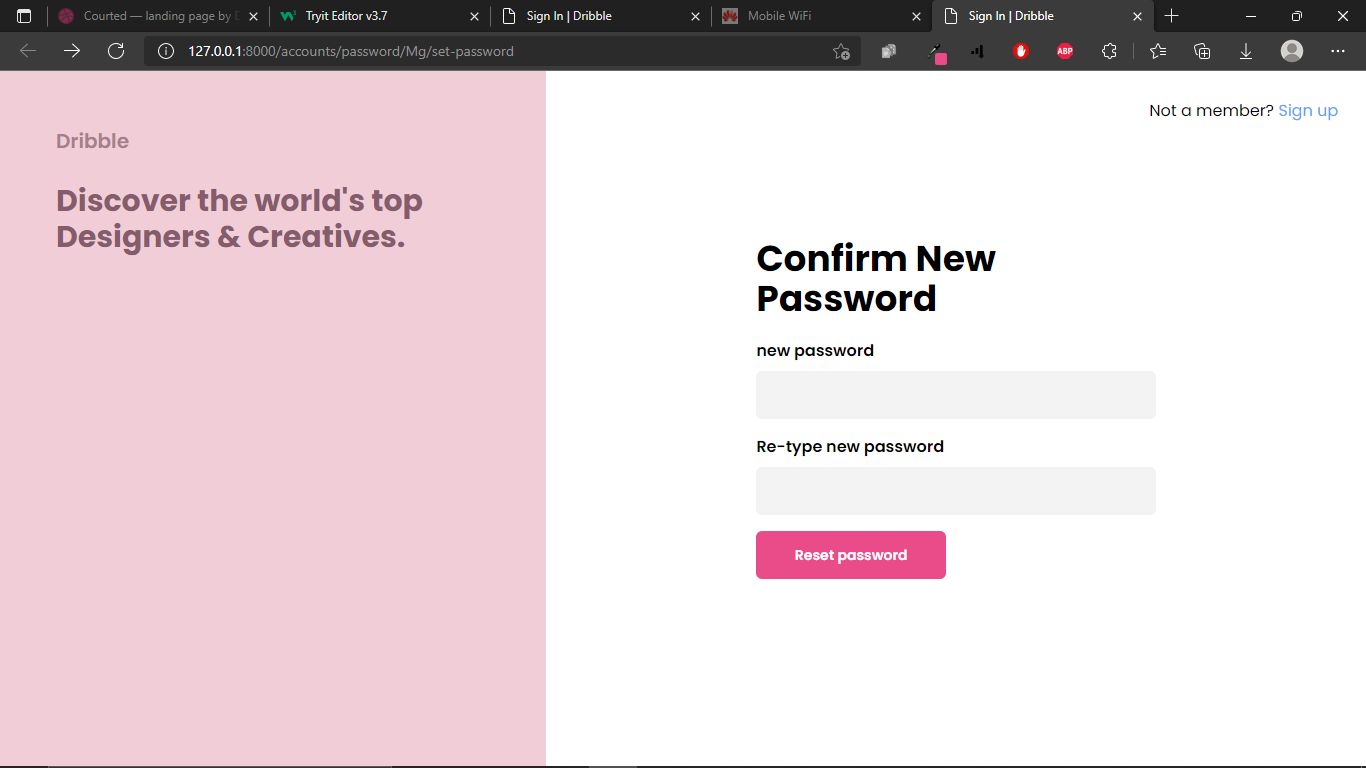 Courted — landing page by D
Tryit Editor v3.7
Sign In | Dribble
Mobile WiFi
Sign In | Dribble
127.0.0.1:8000/accounts/password/Mg/set-password
ABP
Not a member? Sign up
Dribble
Discover the world's top
Designers & Creatives.
Confirm New
Password
new password
Re-type new password
Reset password